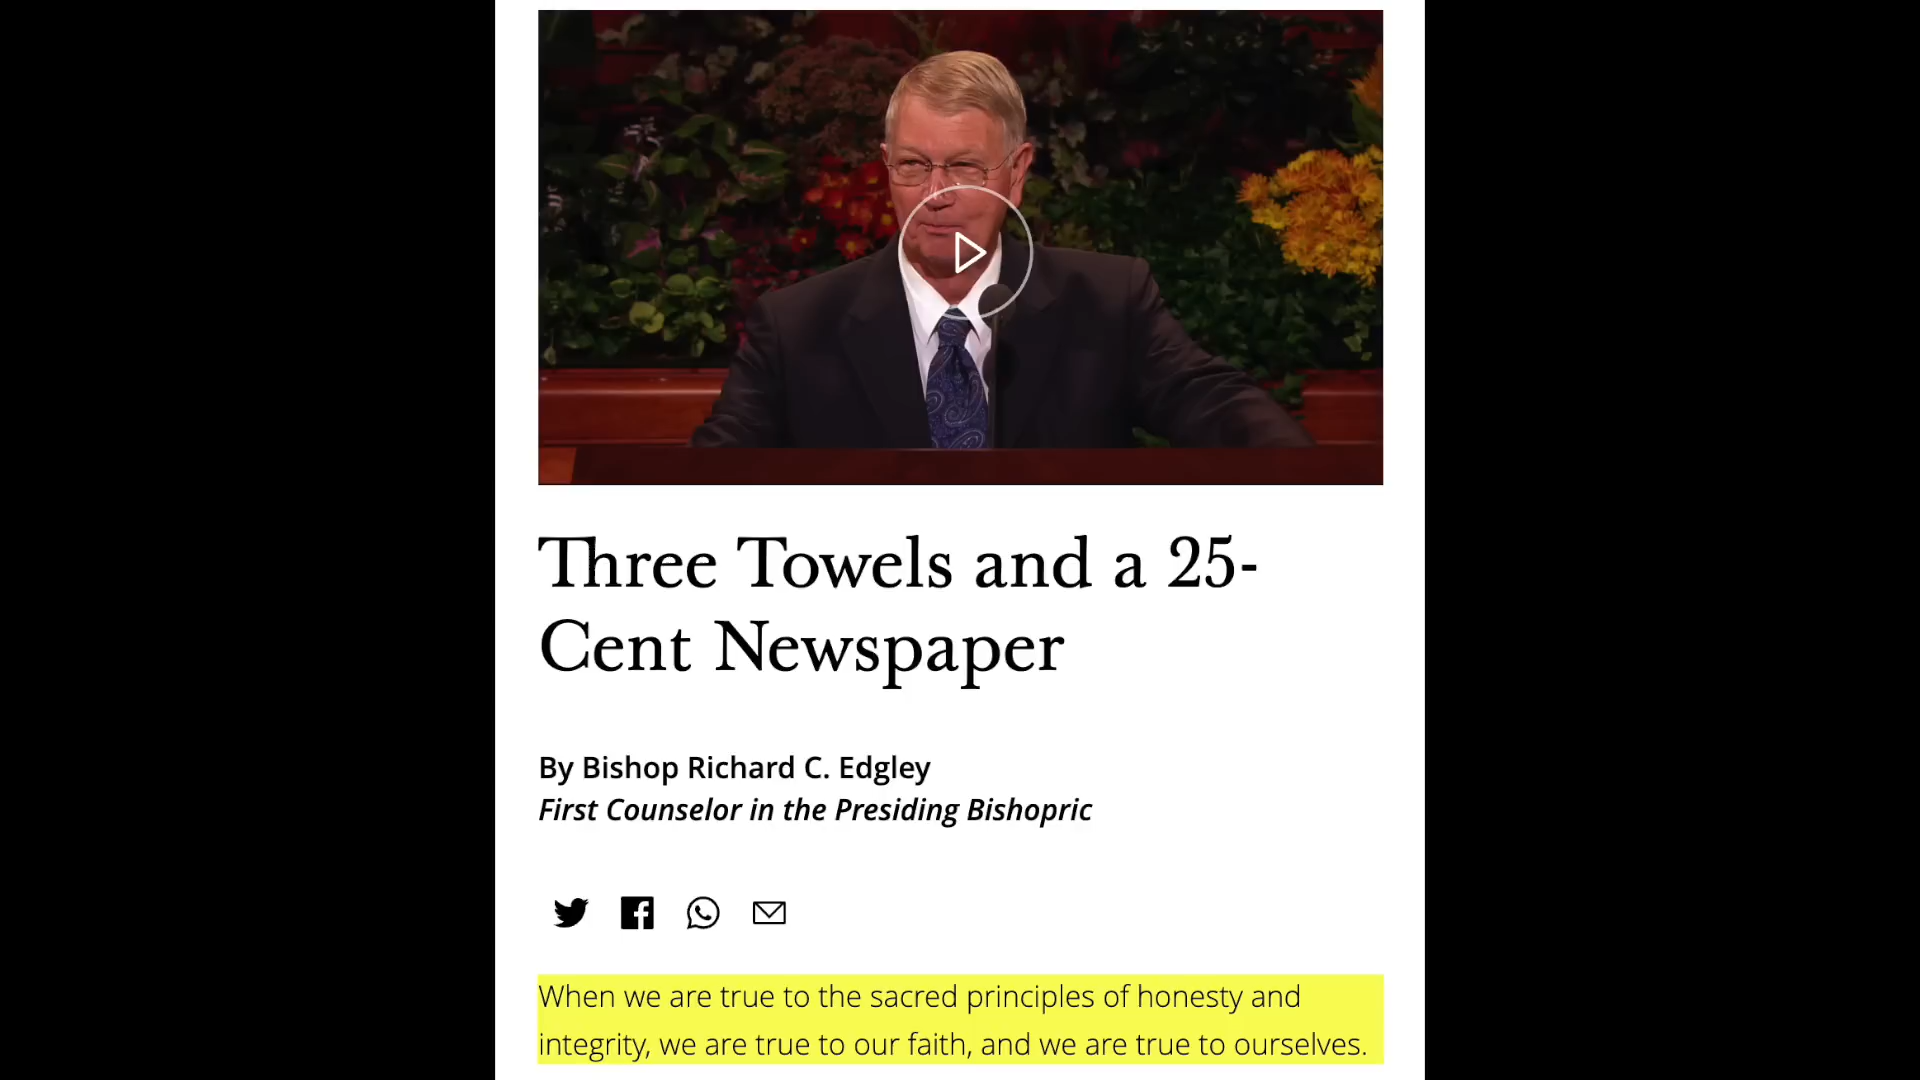 Three Towels and a 25-
Cent Newspaper
By Bishop Richard C. Edgley
First Counselor in the Presiding Bishopric
When we are true to the sacred principles of honesty and
integrity, we are true to our faith, and we are true to ourselves.